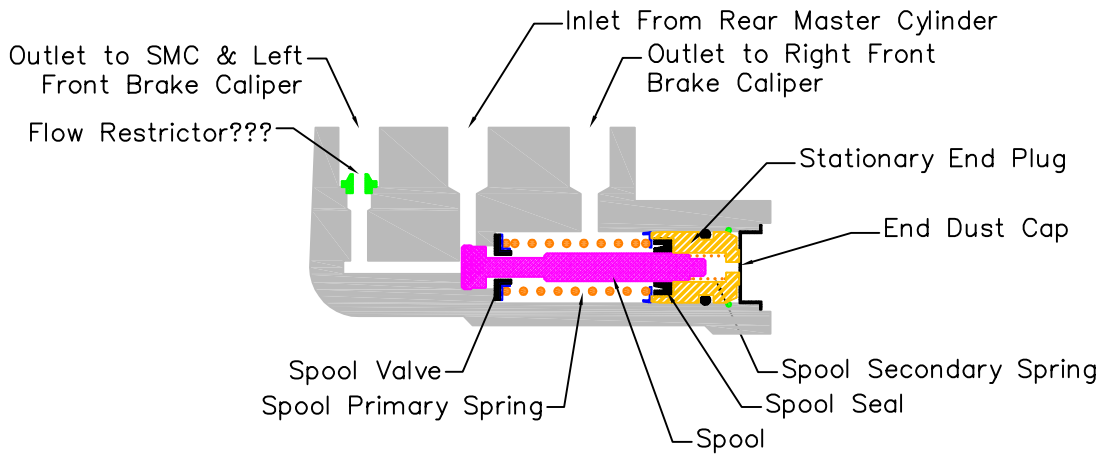 Inlet From Rear Master Cylinder
Outlet to SMC & Left
Front Brake Caliper
Outlet to Right Front
Brake Caliper
Flow Restrictor???
Stationary End Plug
End Dust Cap
Spool Valve
Spool Secondary Spring
Spool Primary Spring
Spool Seal
Spool